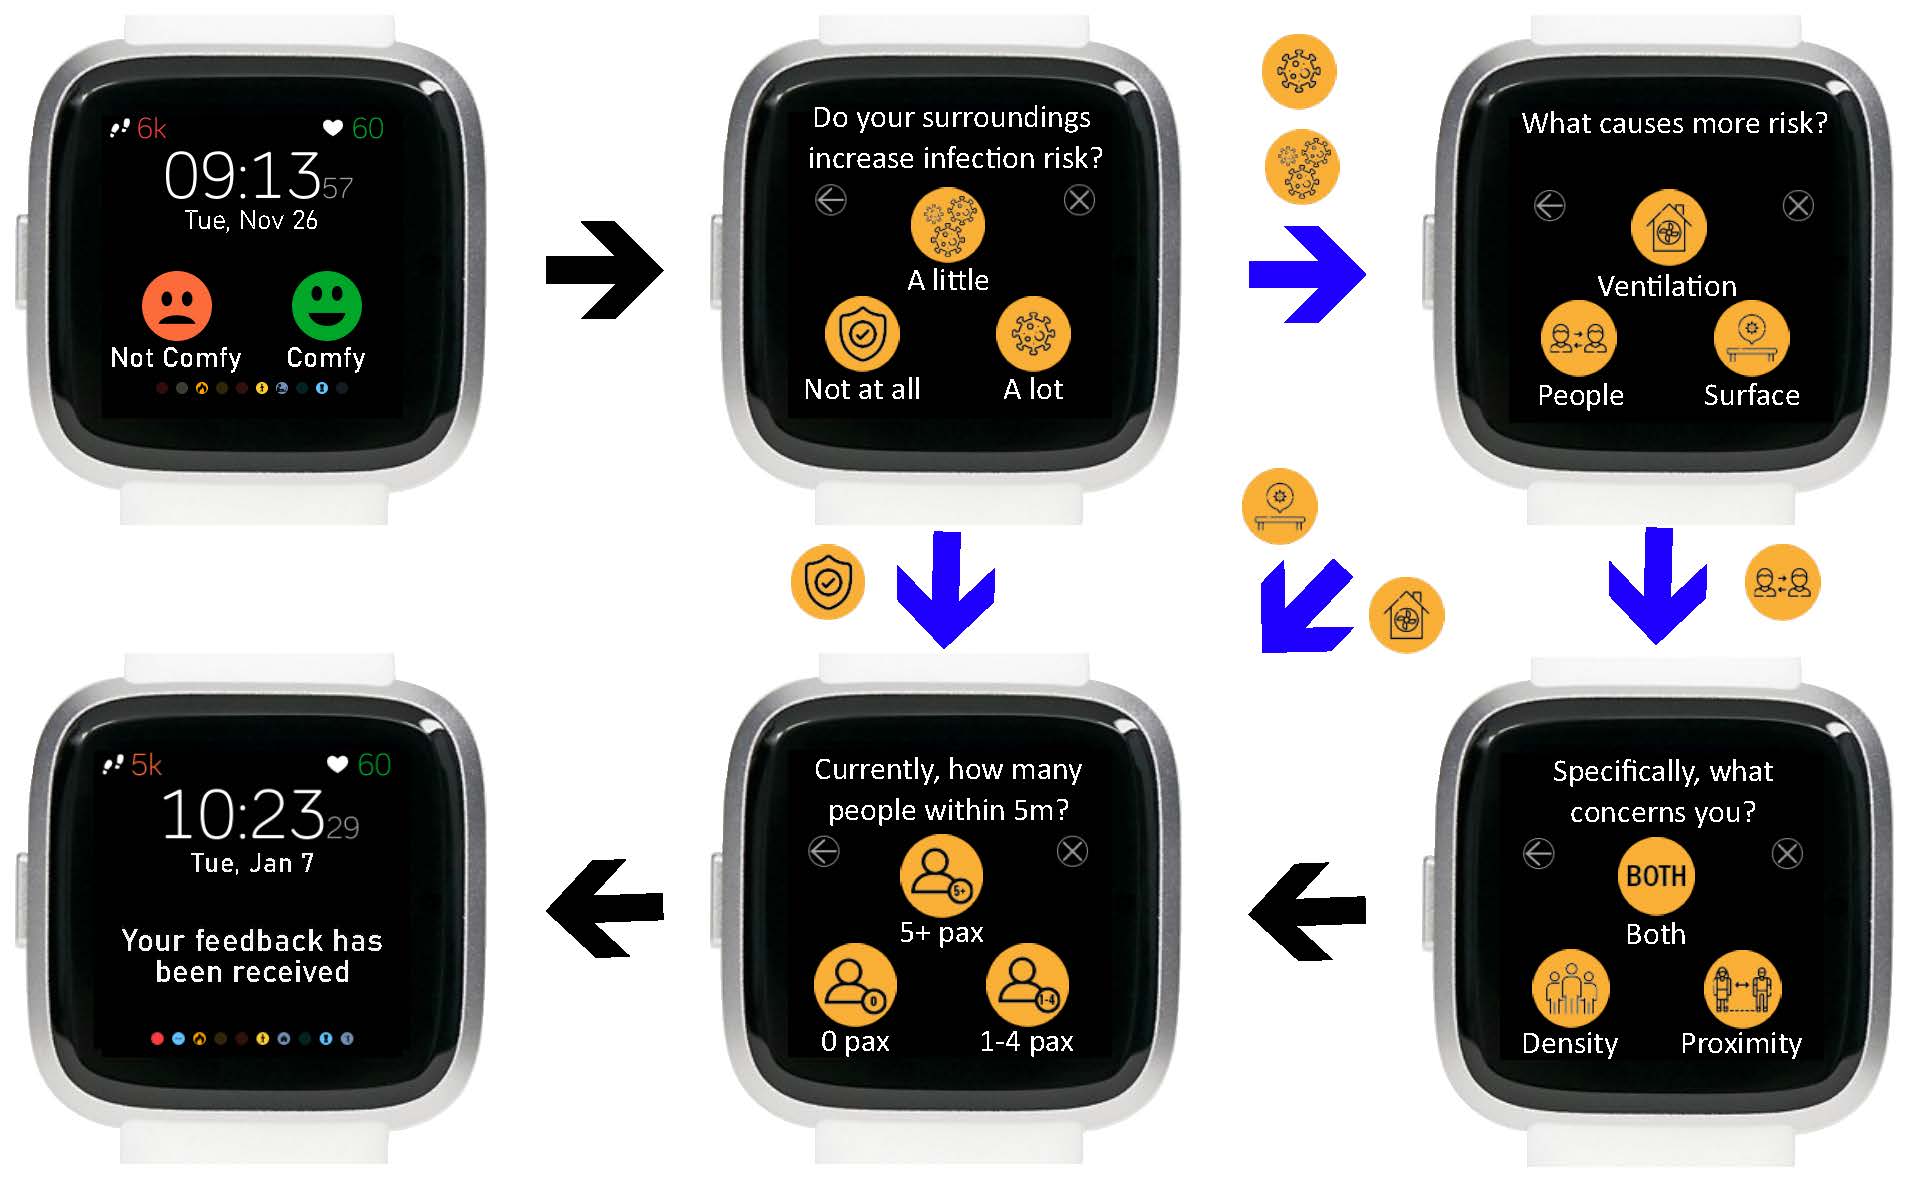 6k
60
09:13 57
Tue, Nov 26
Not Comfy
Comfy
Do your surroundings
increase infection risk?
A little
Not at all
A lot
What causes more risk?
Ventilation
People
Surface
5k
60
10:23 29
Tue, Jan 7
Your feedback has
been received
Currently, how many
people within 5m?
5+
5+ pax
0
1-4
0 pax
1-4 pax
Specifically, what
concerns you?
BOTH
Both
Density
Proximity